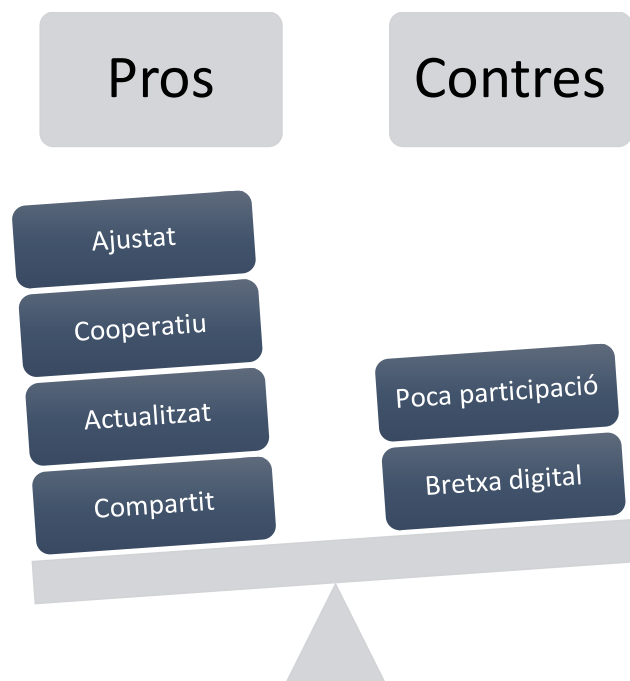 Pros
Contres
Ajustat
Cooperatiu
Actualitzat
Compartit
Poca participació
Bretxa digital